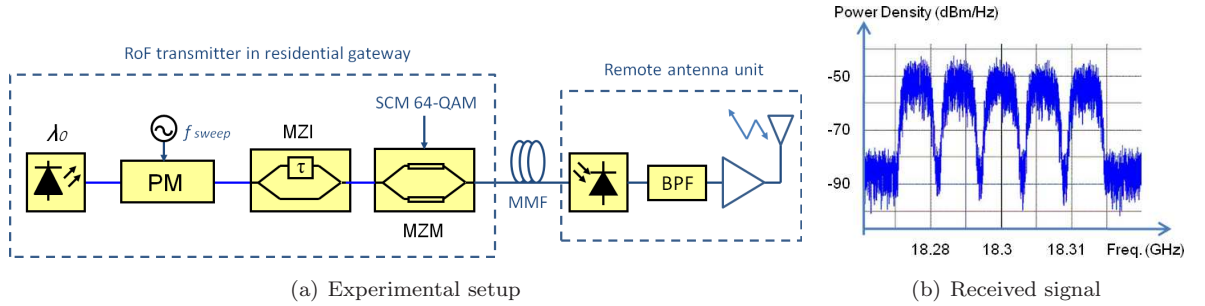 RoF transmitter in residential gateway
Remote antenna unit
SCM 64-QAM
λ0
f sweep
MZI
PM
τ
MZM
MMF
BPF
(a) Experimental setup
Power Density (dBm/Hz)
-50
-70
-90
18.28 18.3 18.31 Freq. (GHz)
(b) Received signal